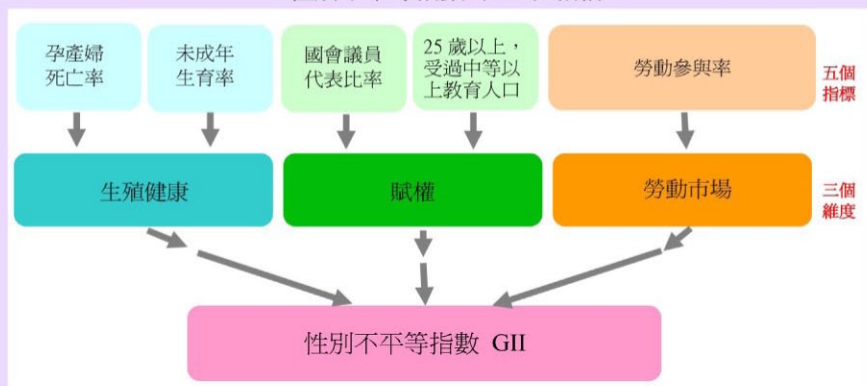 孕產婦
死亡率
未成年
生育率
國會議員
代表比率
25 歲以上，
受過中等以
上教育人口
勞動參與率
五個
指標
生殖健康
賦權
勞動市場
三個
維度
性別不平等指數 GII